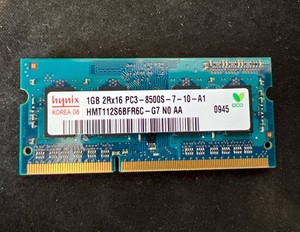 hynix
KOREA 08
1GB 2Rx16 PC3-8500S-7-10-A1
HMT112S6BFR6C-G7 N0 AA
0945
eco